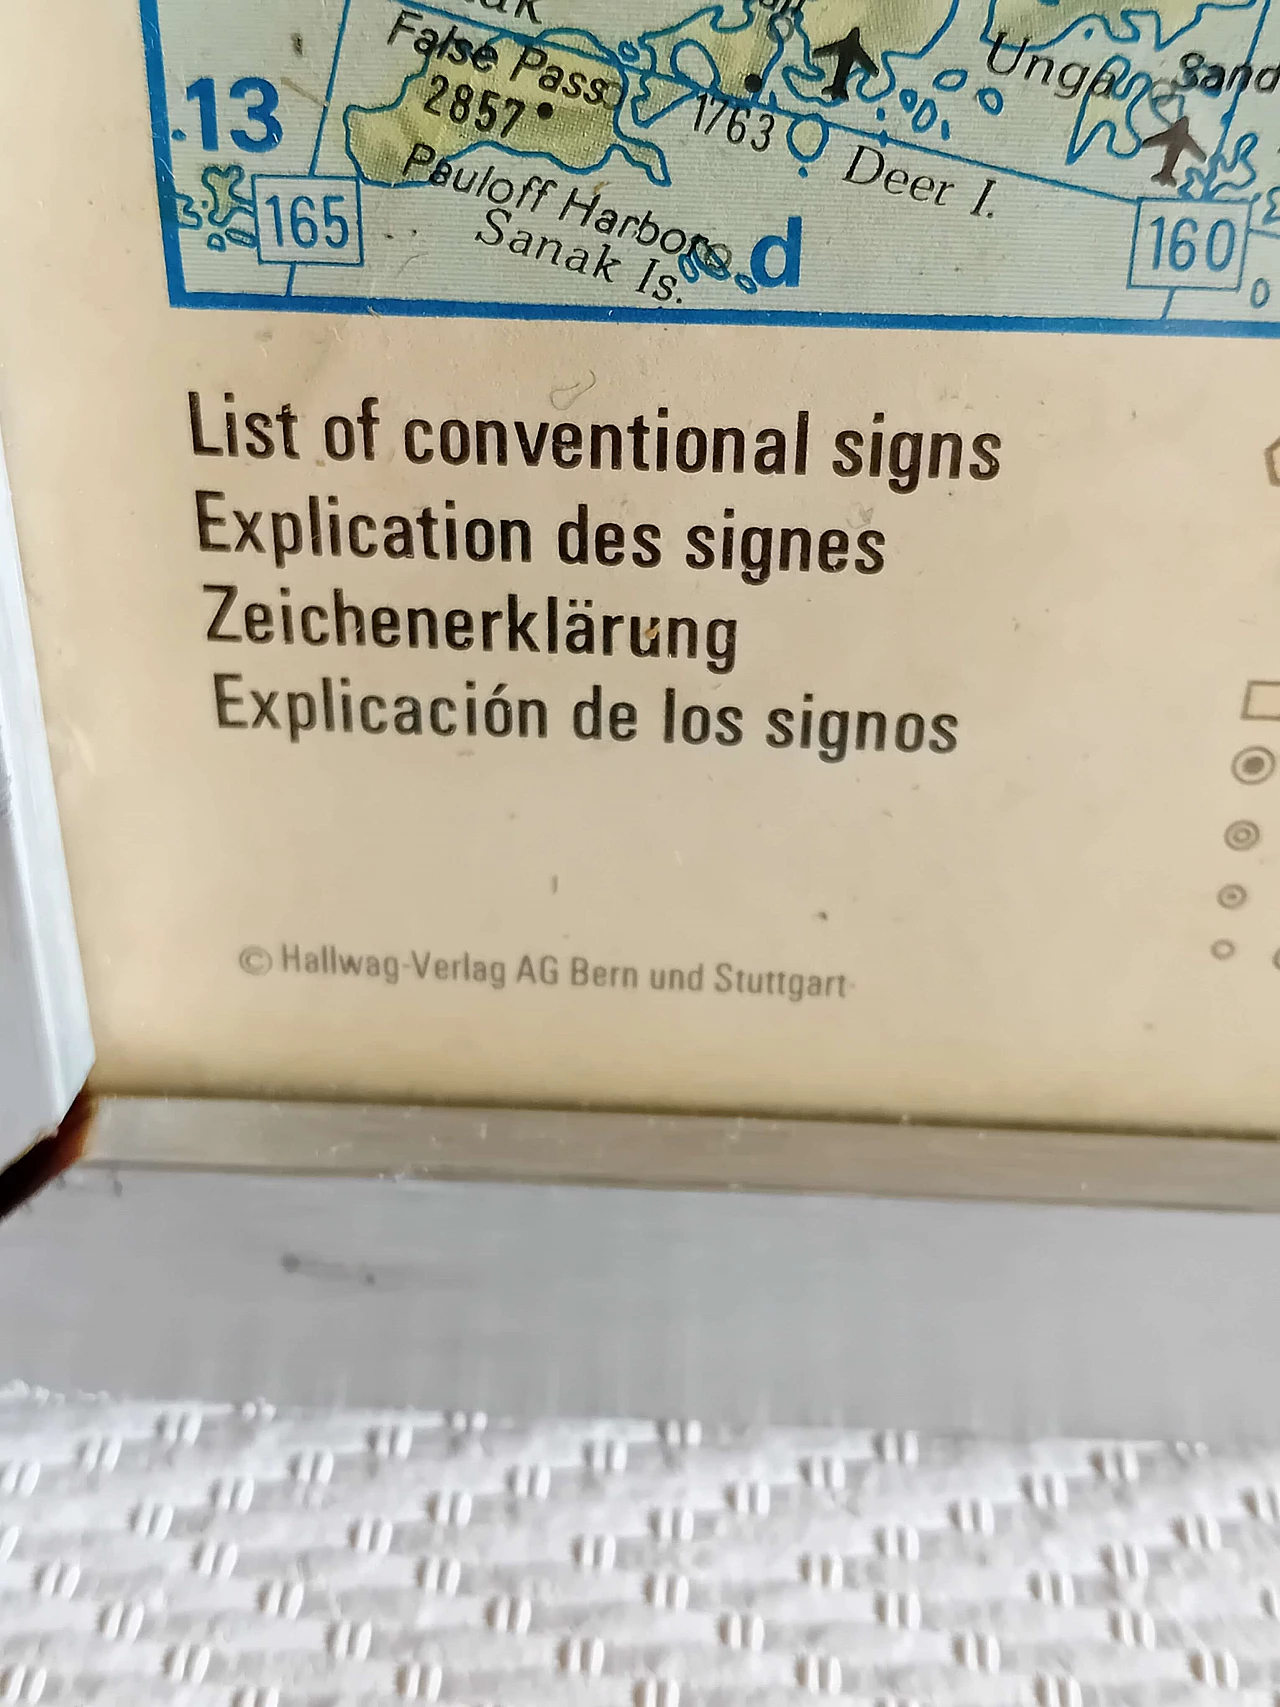 False Pass
Unga
Sand
13
2857
1763
Deer I.
Pauloff Harbor
165
Sanak Is.
d
160
List of conventional signs
Explication des signes
Zeichenerklärung
Explicación de los signos
© Hallwag-Verlag AG Bern und Stuttgart